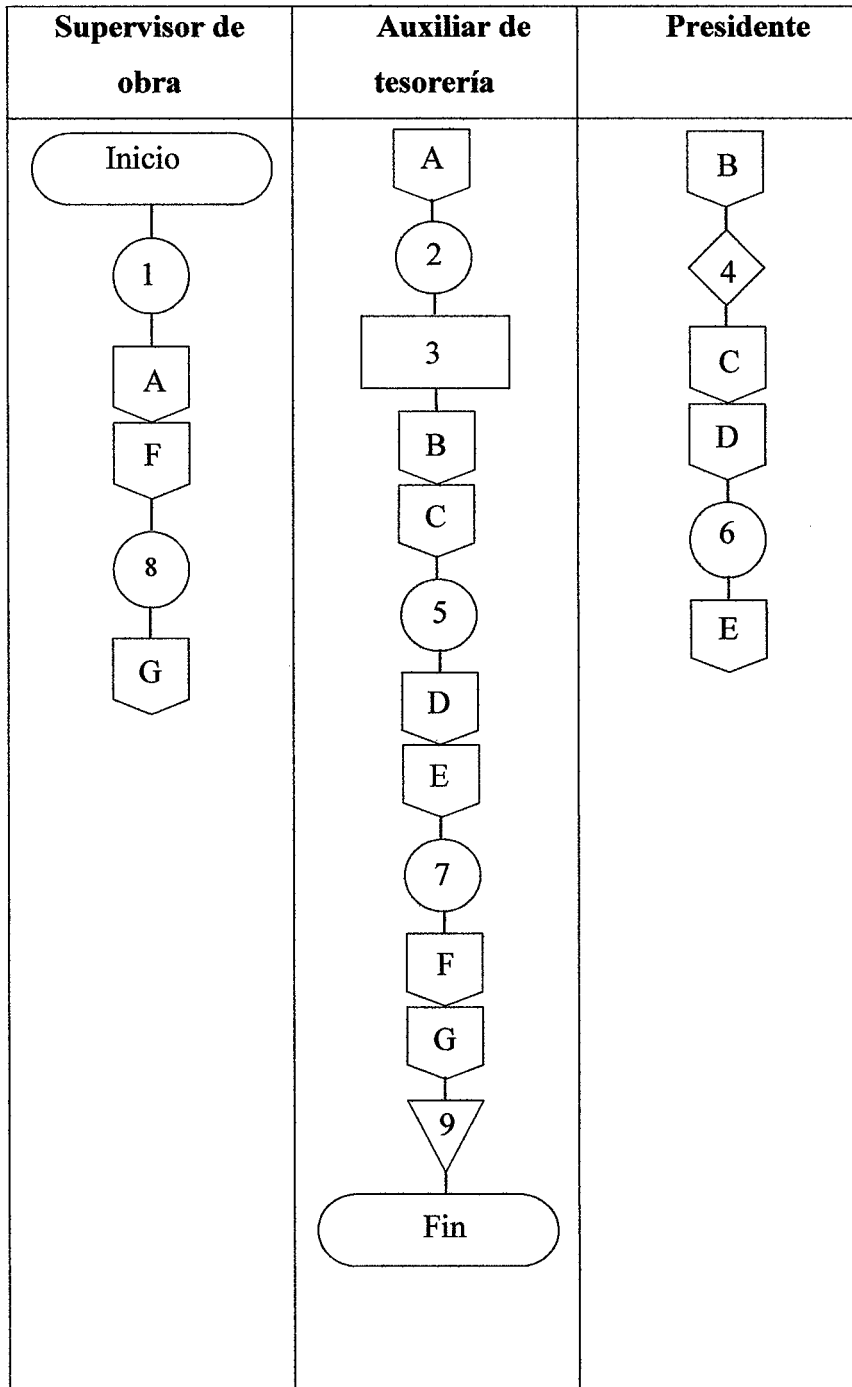 Supervisor de
obra
Auxiliar de
tesorería
Presidente
Inicio
1
A
F
8
G
A
2
3
B
C
5
D
E
7
F
G
9
Fin
B
4
C
D
6
E